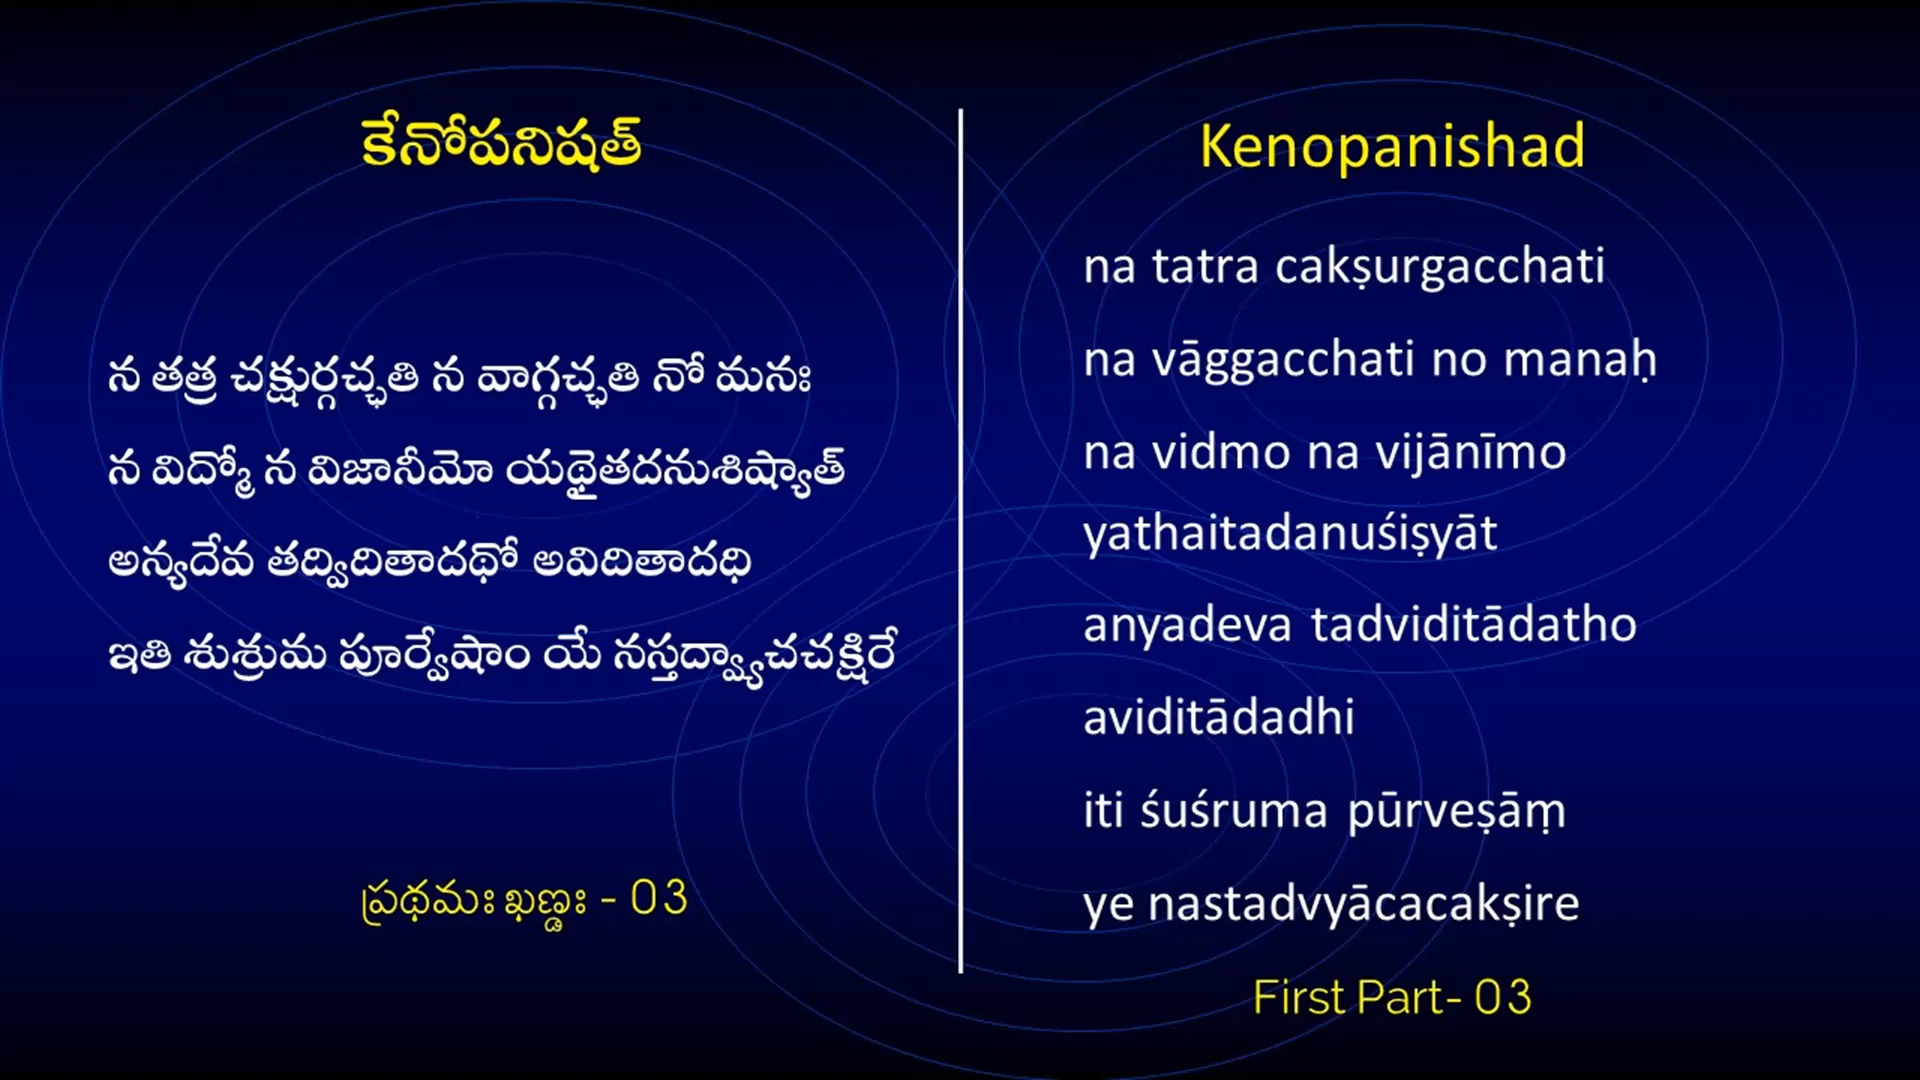 కేనోపనిషత్
న తత్ర చక్షుర్గచ్ఛతి న వాగ్గచ్ఛతి నో మనః
న విద్మో న విజానీమో యథైతదనుశిష్యాత్
అన్యదేవ తద్విదితాదథో అవిదితాదధి
ఇతి శుశ్రుమ పూర్వేషాం యే నస్తద్వ్యాచచక్షిరే
ప్రథమః ఖణ్డః - 03
Kenopanishad
na tatra cakṣurgacchati
na vāggacchati no manaḥ
na vidmo na vijānīmo
yathaitadanuśiṣyāt
anyadeva tadviditādatho
aviditādadhi
iti śuśruma pūrveṣāṃ
ye nastadvyācacakṣire
First Part- 03